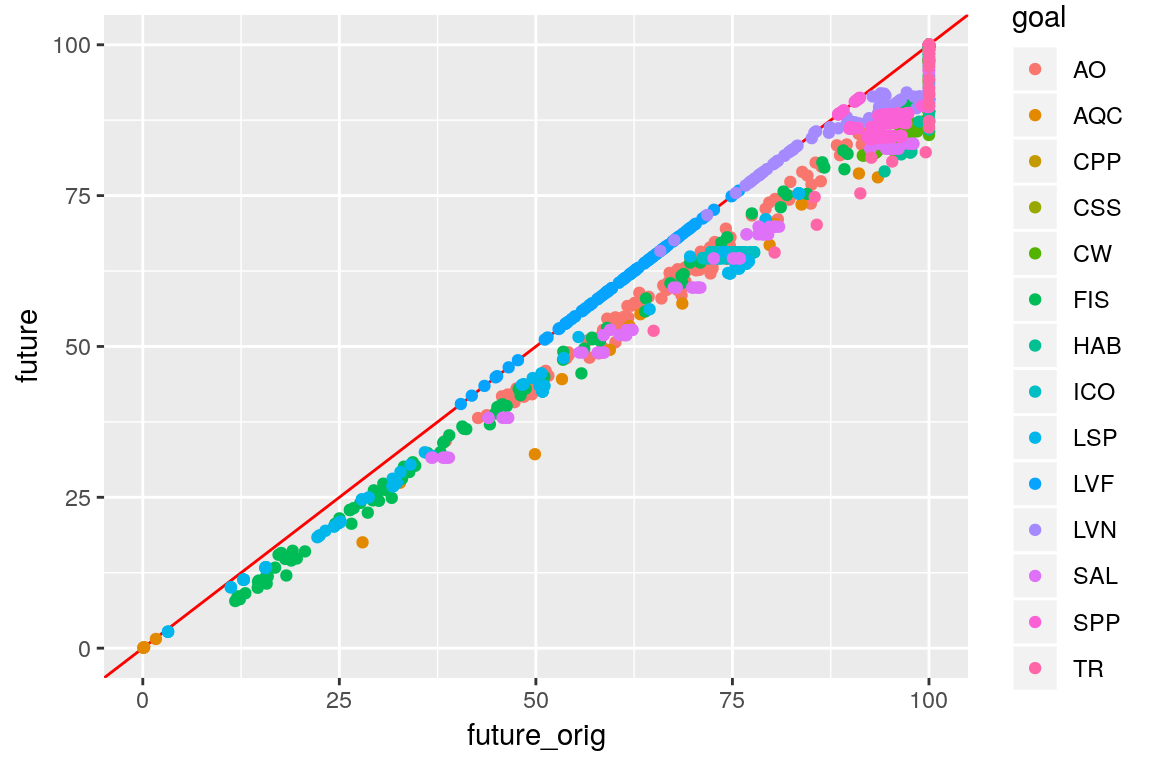 goal
100
75
50
25
0
future
0
25
50
75
100
future_orig
AO
AQC
CPP
CSS
CW
FIS
HAB
ICO
LSP
LVF
LVN
SAL
SPP
TR